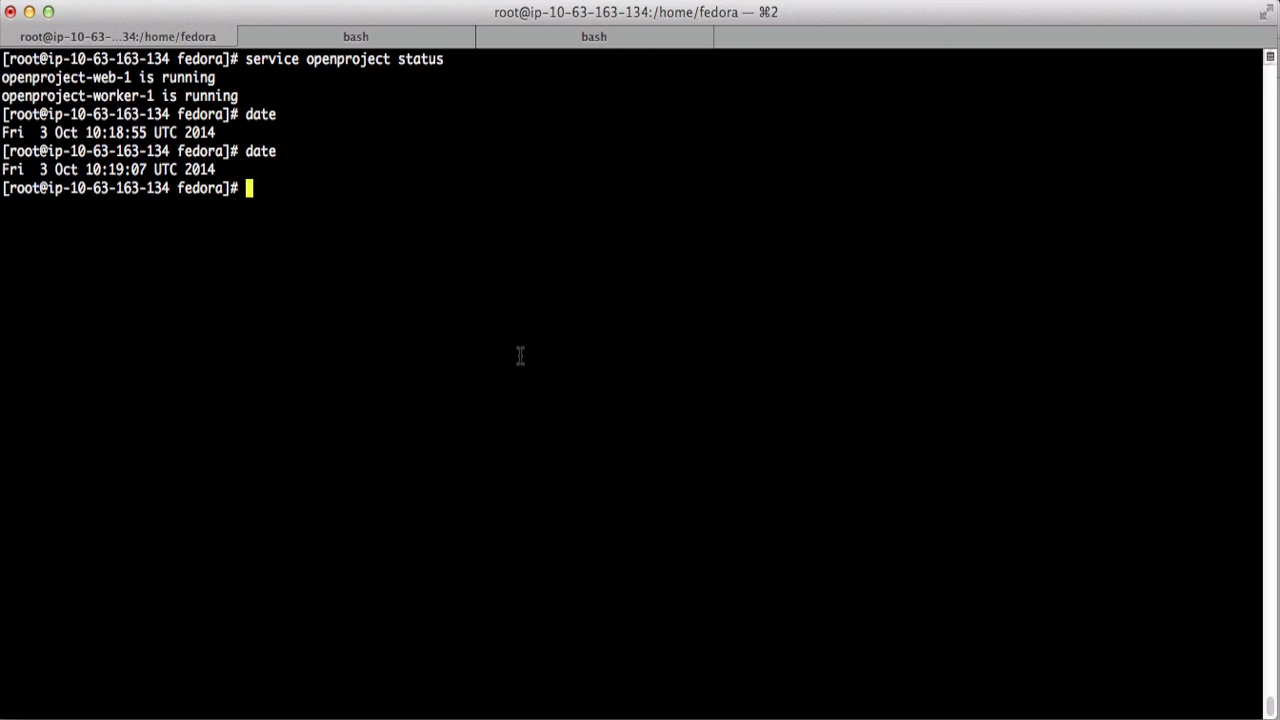 root@ip-10-63-163-134:/home/fedora — ⌘2
root@ip-10-63-...34:/home/fedora
bash
bash
[root@ip-10-63-163-134 fedora]# service openproject status
openproject-web-1 is running
openproject-worker-1 is running
[root@ip-10-63-163-134 fedora]# date
Fri  3 Oct 10:18:55 UTC 2014
[root@ip-10-63-163-134 fedora]# date
Fri  3 Oct 10:19:07 UTC 2014
[root@ip-10-63-163-134 fedora]#